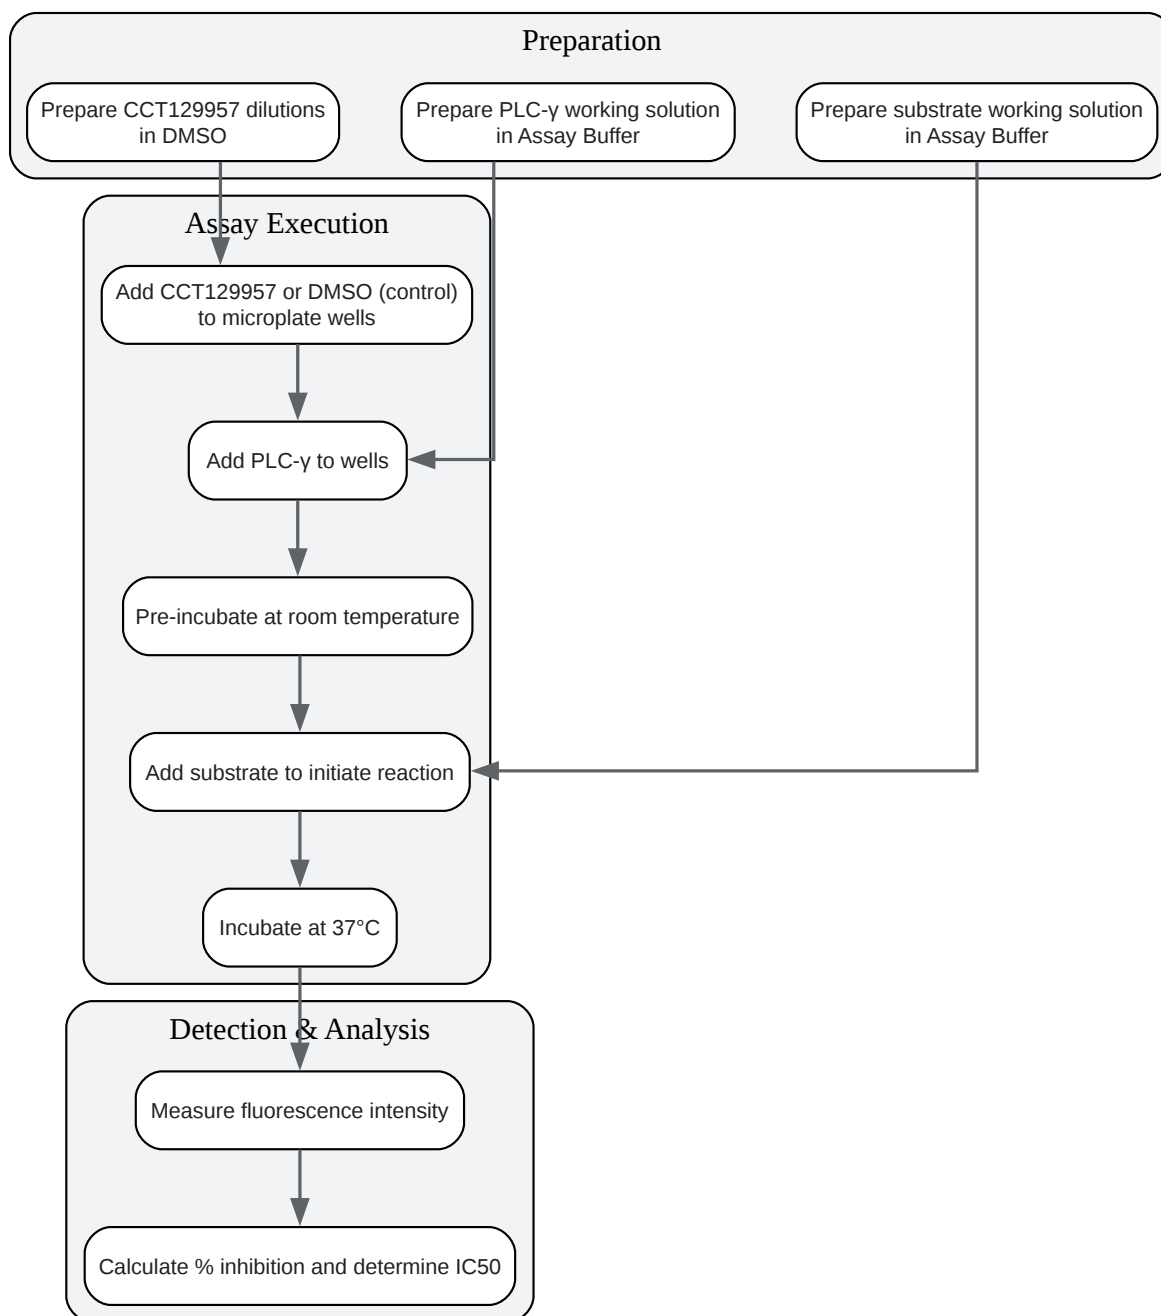 Preparation
Prepare CCT129957 dilutions
in DMSO
Prepare PLC-γ working solution
in Assay Buffer
Prepare substrate working solution
in Assay Buffer
Assay Execution
Add CCT129957 or DMSO (control)
to microplate wells
Add PLC-γ to wells
Pre-incubate at room temperature
Add substrate to initiate reaction
Incubate at 37°C
Detection & Analysis
Measure fluorescence intensity
Calculate % inhibition and determine IC50